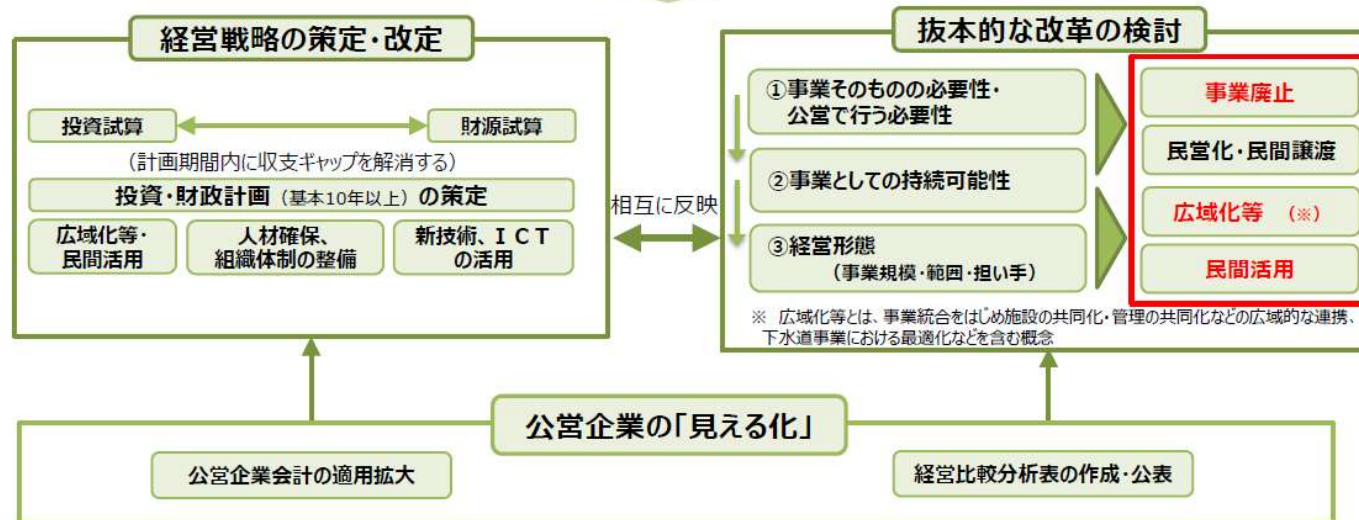 経営戦略の策定・改定
投資試算
財源試算
（計画期間内に収支ギャップを解消する）
投資・財政計画（基本10年以上）の策定
広域化等・
民間活用
人材確保、
組織体制の整備
新技術、ＩＣＴ
の活用
相互に反映
抜本的な改革の検討
①事業そのものの必要性・
公営で行う必要性
②事業としての持続可能性
③経営形態
（事業規模・範囲・担い手）
事業廃止
民営化・民間譲渡
広域化等　（※）
民間活用
※　広域化等とは、事業統合をはじめ施設の共同化・管理の共同化などの広域的な連携、
下水道事業における最適化などを含む概念
公営企業の「見える化」
公営企業会計の適用拡大
経営比較分析表の作成・公表